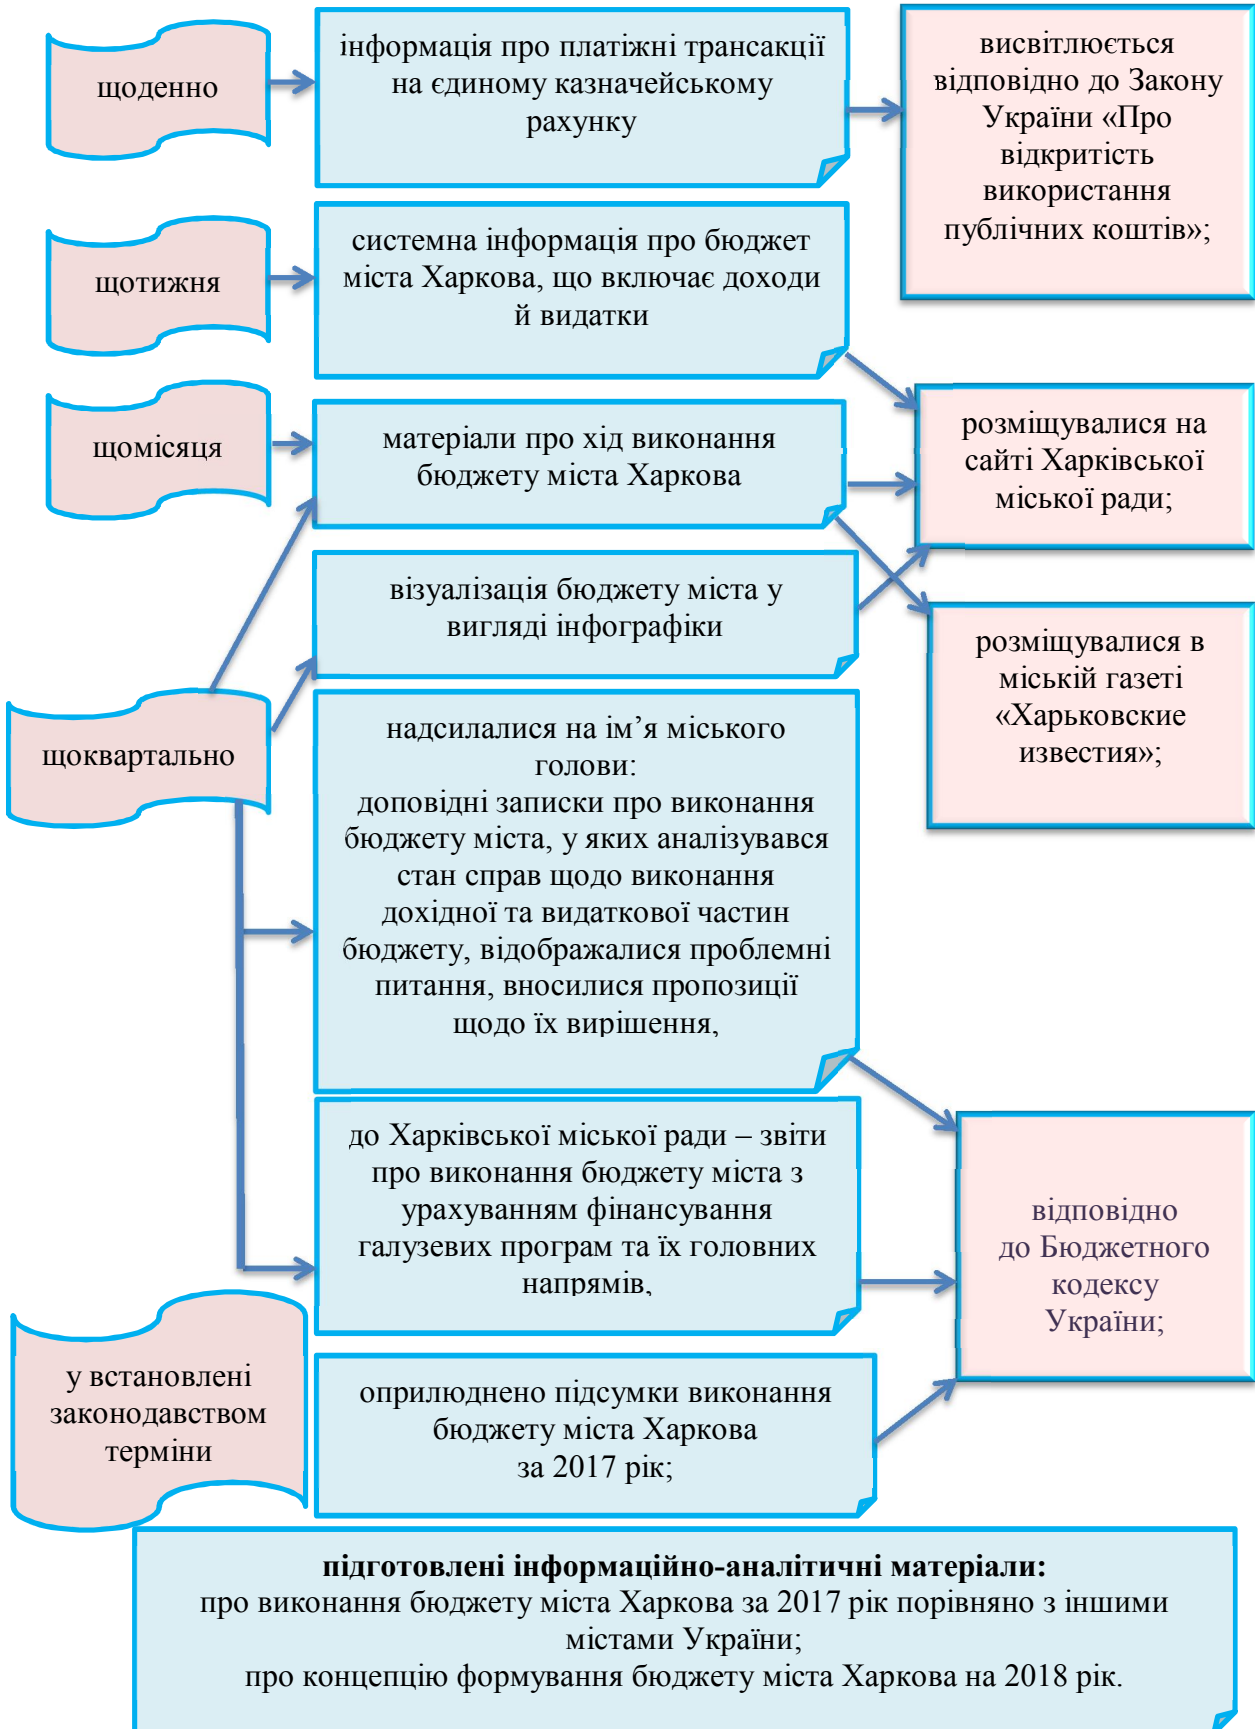 щоденно
інформація про платіжні трансакції
на єдиному казначейському
рахунку
висвітлюється
відповідно до Закону
України «Про
відкритість
використання
публічних коштів»;
щотижня
системна інформація про бюджет
міста Харкова, що включає доходи
й видатки
щомісяця
матеріали про хід виконання
бюджету міста Харкова
розміщувалися на
сайті Харківської
міської ради;
візуалізація бюджету міста у
вигляді інфографіки
розміщувалися в
міській газеті
«Харьковские
известия»;
щоквартально
надсилалися на ім’я міського
голови:
доповідні записки про виконання
бюджету міста, у яких аналізувався
стан справ щодо виконання
дохідної та видаткової частин
бюджету, відображалися проблемні
питання, вносилися пропозиції
щодо їх вирішення,
до Харківської міської ради – звіти
про виконання бюджету міста з
урахуванням фінансування
галузевих програм та їх головних
напрямів,
відповідно
до Бюджетного
кодексу
України;
у встановлені
законодавством
терміни
оприлюднено підсумки виконання
бюджету міста Харкова
за 2017 рік;
підготовлені інформаційно-аналітичні матеріали:
про виконання бюджету міста Харкова за 2017 рік порівняно з іншими
містами України;
про концепцію формування бюджету міста Харкова на 2018 рік.